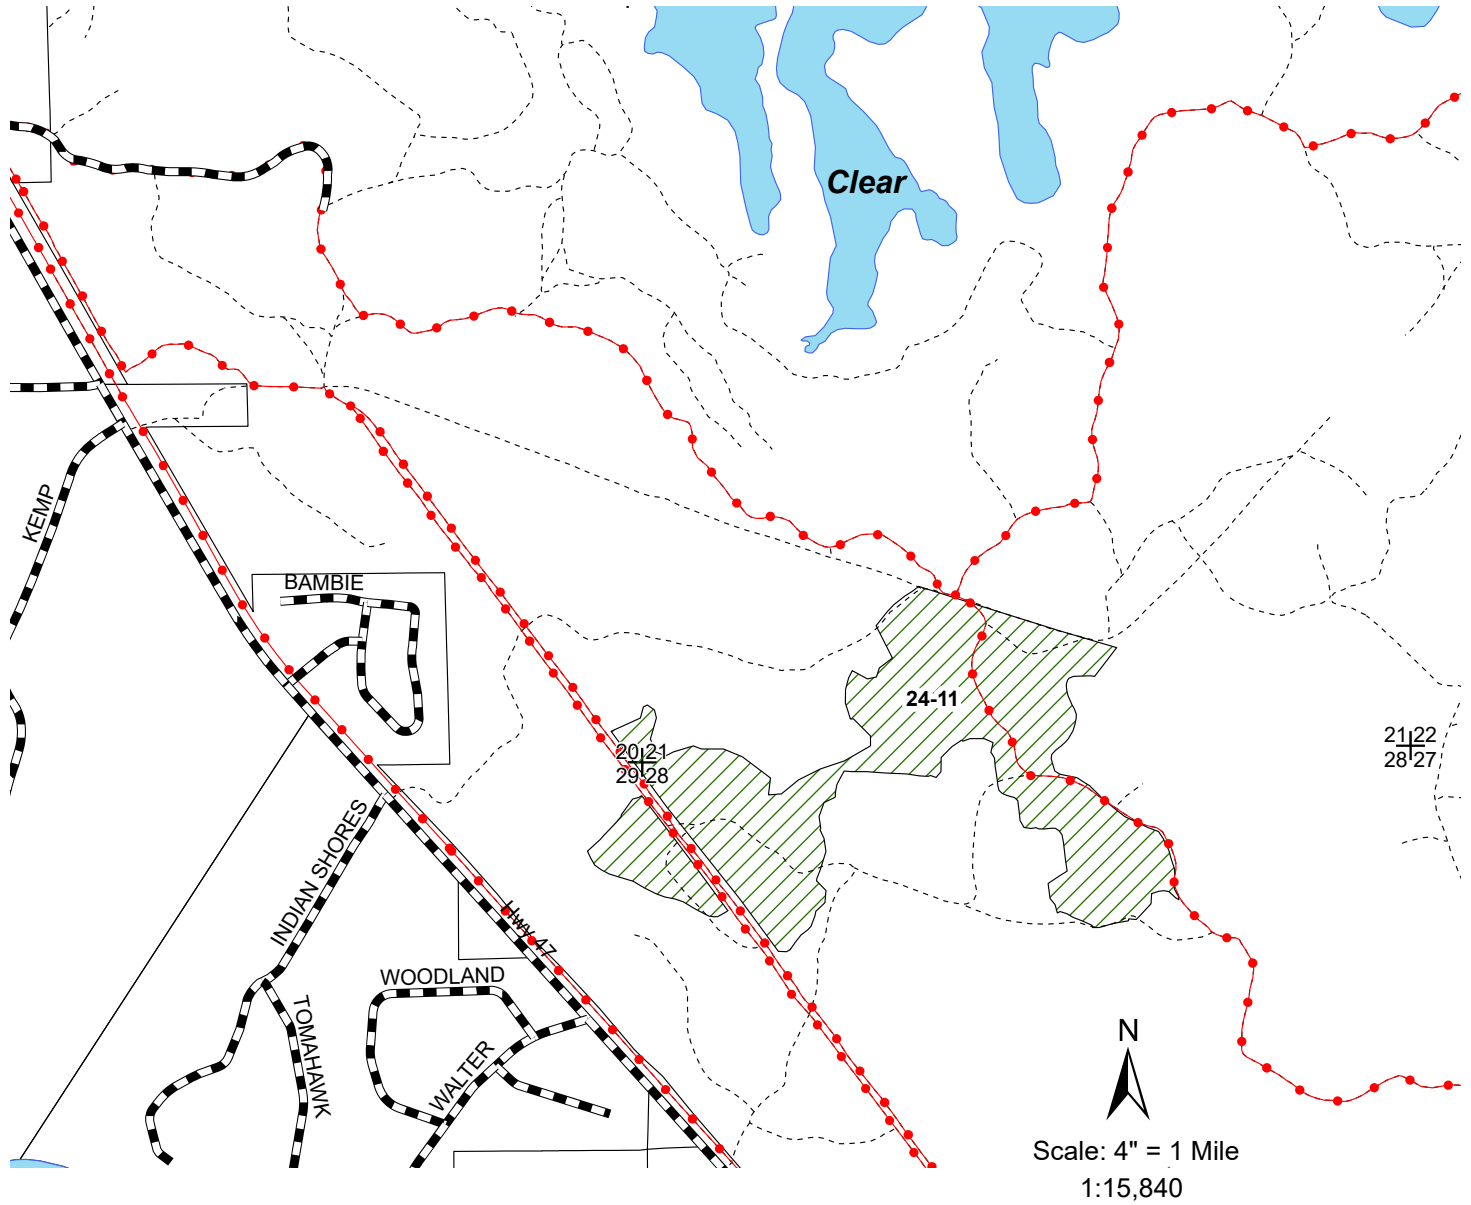 Clear
KEMP
BAMBIE
24-11
20 21
29 28
21 22
28 27
INDIAN SHORES
Hwy 47
WOODLAND
TOMAHAWK
WALTER
N
Scale: 4" = 1 Mile
1:15,840